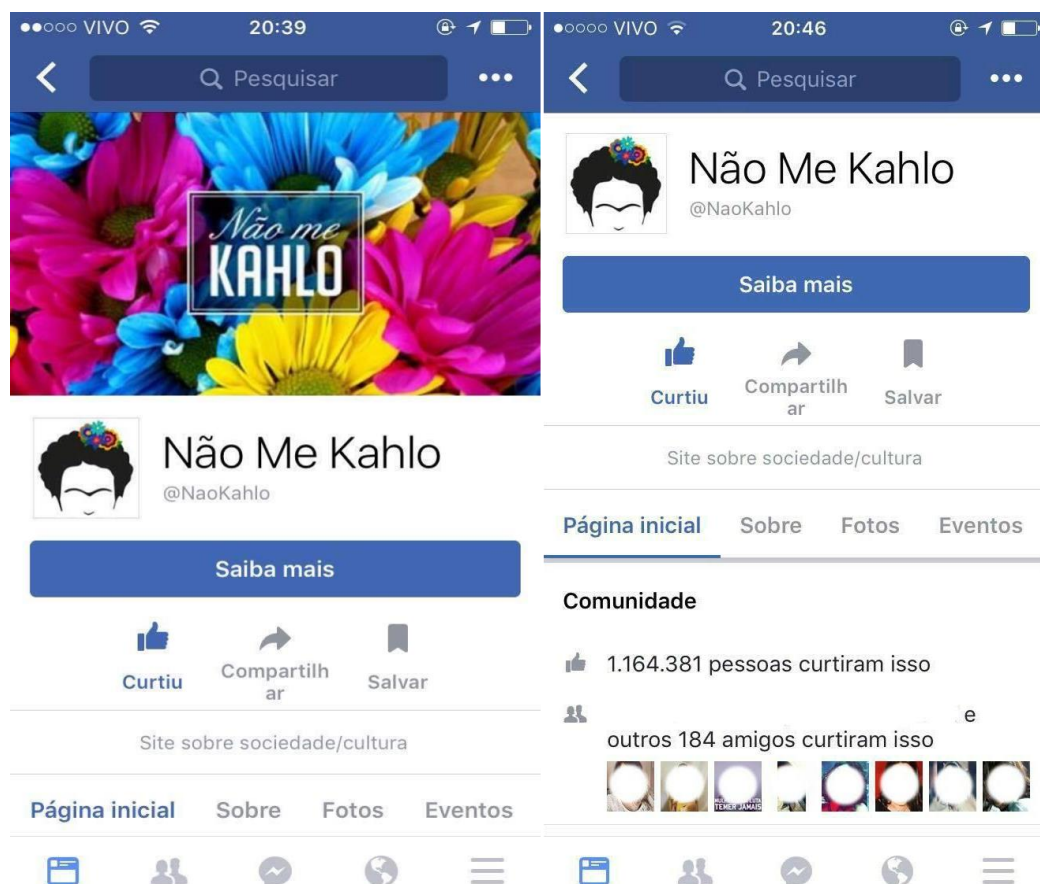 VIVO 20:39
Pesquisar
Não me
KAHLO
Não Me Kahlo
@NaoKahlo
Saiba mais
Curtiu
Compartilh
ar
Salvar
Site sobre sociedade/cultura
Página inicial Sobre Fotos Eventos
VIVO 20:46
Pesquisar
Não Me Kahlo
@NaoKahlo
Saiba mais
Curtiu
Compartilh
ar
Salvar
Site sobre sociedade/cultura
Página inicial Sobre Fotos Eventos
Comunidade
1.164.381 pessoas curtiram isso
e
outros 184 amigos curtiram isso
TEMER JAMAIS